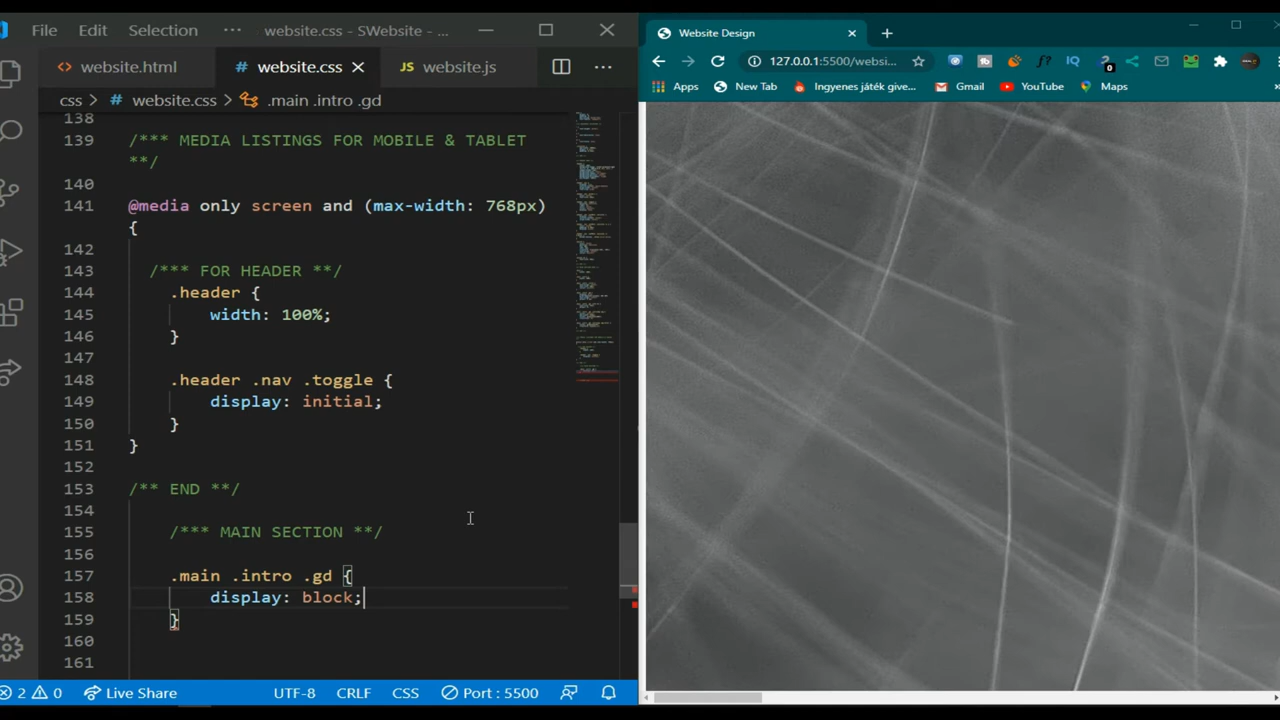 File Edit Selection ··· website.css - SWebsite - ...
website.html # website.css JS website.js
css > # website.css > .main .intro .gd
138
139 /*** MEDIA LISTINGS FOR MOBILE & TABLET
**/
140
141 @media only screen and (max-width: 768px)
{
142
143 /*** FOR HEADER **/
144 .header {
145 width: 100%;
146 }
147
148 .header .nav .toggle {
149 display: initial;
150 }
151 }
152
153 /** END **/
154
155 /*** MAIN SECTION **/
156
157 .main .intro .gd {
158 display: block;
159 }
160
161
2 0 Live Share UTF-8 CRLF CSS Port : 5500
Website Design
127.0.0.1:5500/websi...
Apps New Tab Ingyenes játék give... Gmail YouTube Maps »